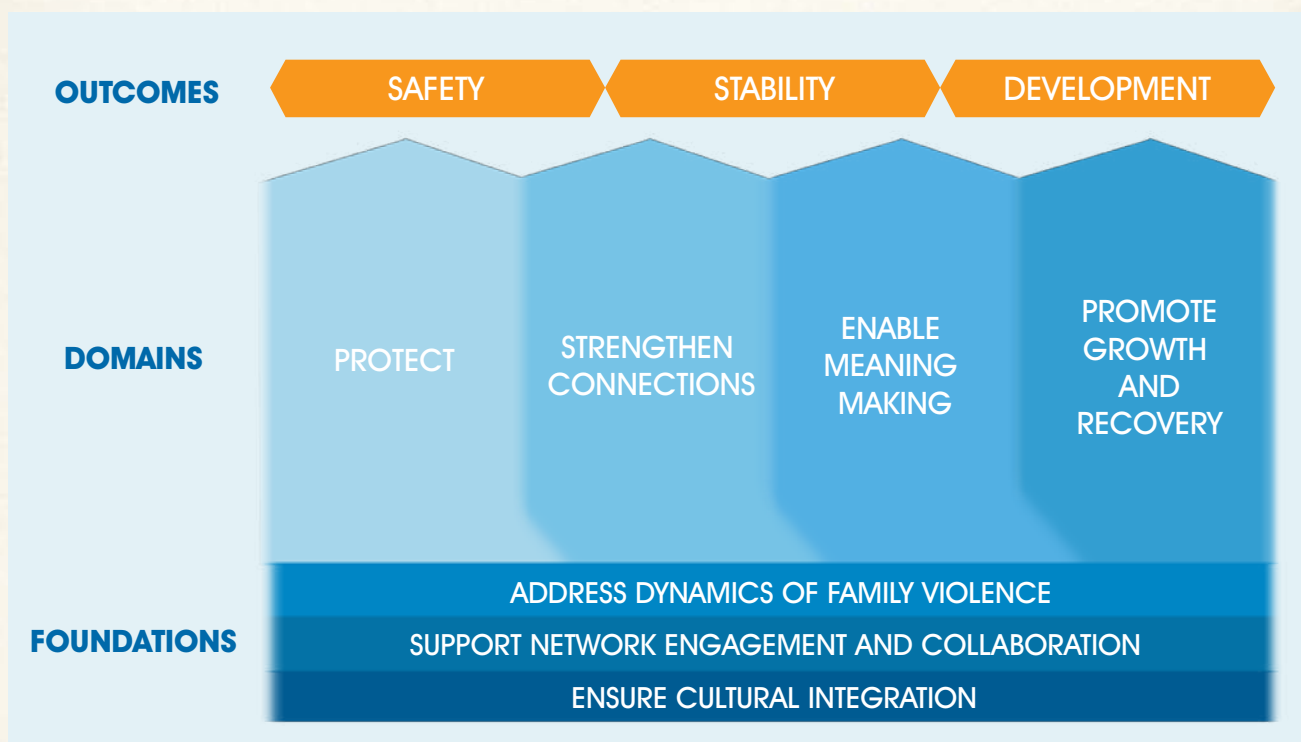 OUTCOMES
SAFETY
STABILITY
DEVELOPMENT
DOMAINS
PROTECT
STRENGTHEN
CONNECTIONS
ENABLE
MEANING
MAKING
PROMOTE
GROWTH
AND
RECOVERY
FOUNDATIONS
ADDRESS DYNAMICS OF FAMILY VIOLENCE
SUPPORT NETWORK ENGAGEMENT AND COLLABORATION
ENSURE CULTURAL INTEGRATION